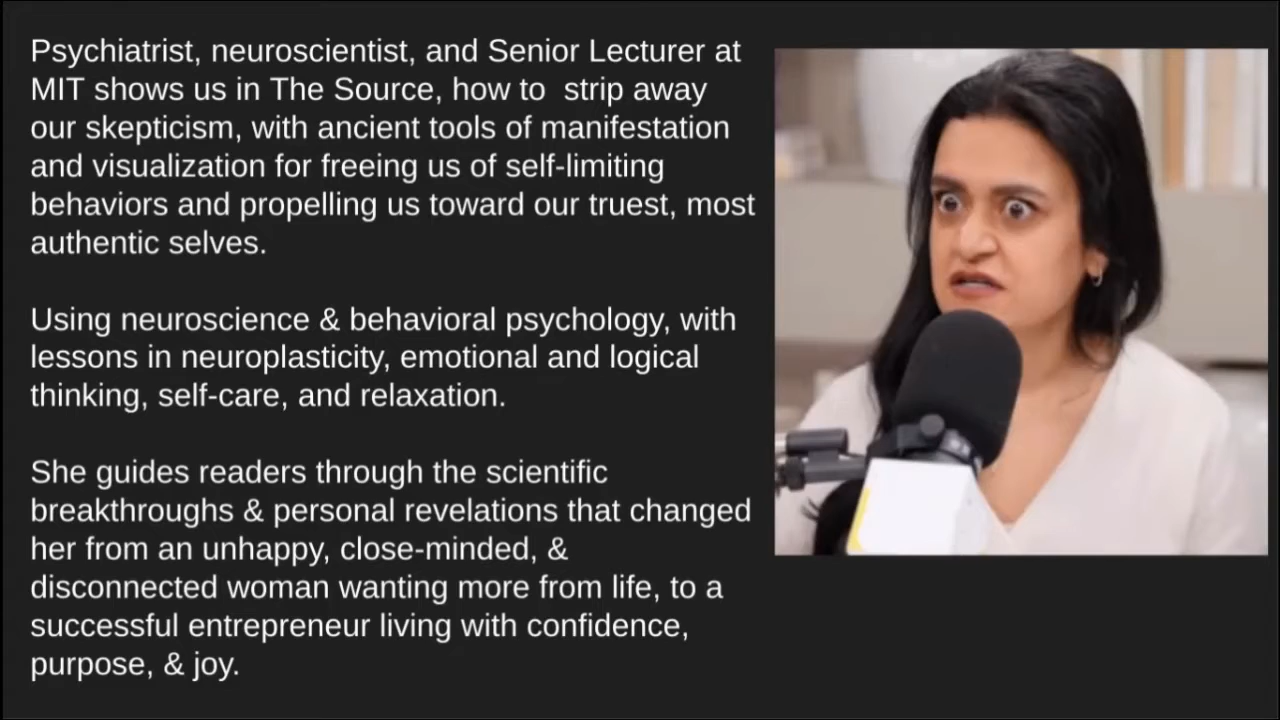 Psychiatrist, neuroscientist, and Senior Lecturer at
MIT shows us in The Source, how to  strip away
our skepticism, with ancient tools of manifestation
and visualization for freeing us of self-limiting
behaviors and propelling us toward our truest, most
authentic selves.
Using neuroscience & behavioral psychology, with
lessons in neuroplasticity, emotional and logical
thinking, self-care, and relaxation.
She guides readers through the scientific
breakthroughs & personal revelations that changed
her from an unhappy, close-minded, &
disconnected woman wanting more from life, to a
successful entrepreneur living with confidence,
purpose, & joy.